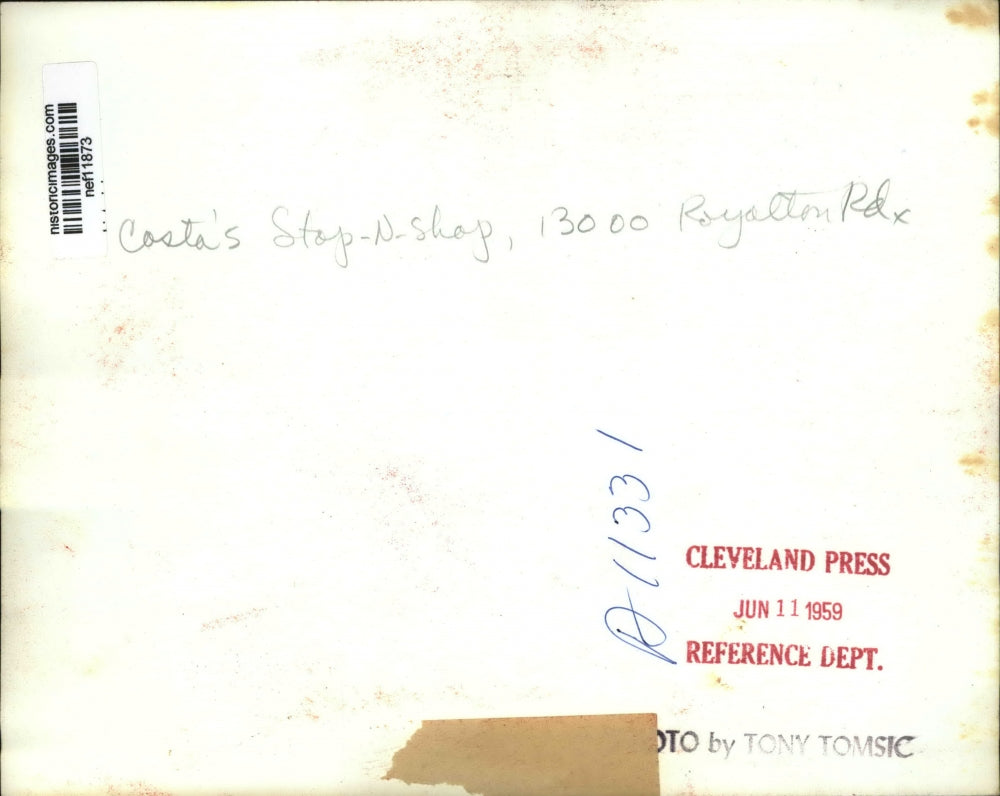 historicimages.com
nef11873
Costa's Stop-N-Shop, 13000 Royalton Rd
A11331
CLEVELAND PRESS
JUN 11 1959
REFERENCE DEPT.
OTO by TONY TOMSIC